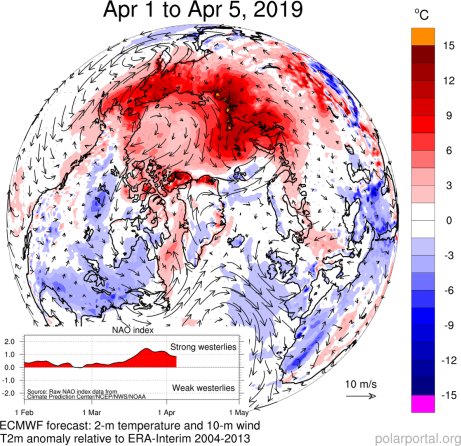 Apr 1 to Apr 5, 2019
°C
15
12
9
6
3
1
-1
-3
-6
-9
-12
-15
polarportal.org
10 m/s
NAO index
2.0
1.0
0.0
-1.0
-2.0
Strong westerlies
Weak westerlies
Source: Raw NAO index data from
Climate Prediction Center/NCEP/NWS/NOAA
1 Feb
1 Mar
1 Apr
1 May
ECMWF forecast: 2-m temperature and 10-m wind
T2m anomaly relative to ERA-Interim 2004-2013